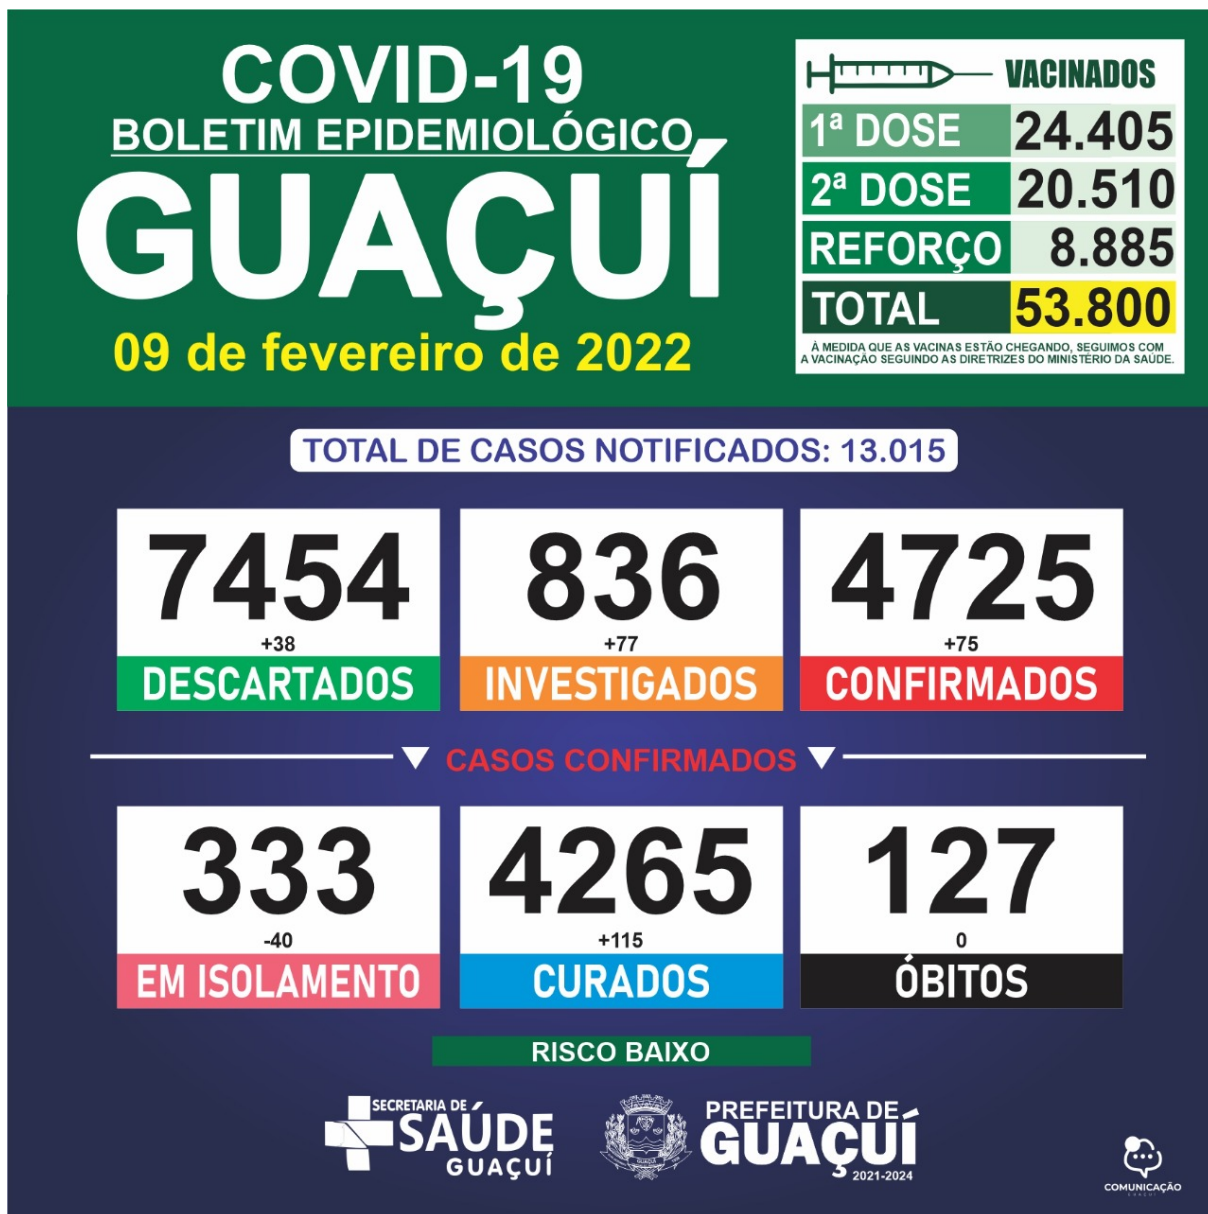 COVID-19
BOLETIM EPIDEMIOLÓGICO
GUAÇUÍ
09 de fevereiro de 2022
VACINADOS
1ª DOSE 24.405
2ª DOSE 20.510
REFORÇO 8.885
TOTAL 53.800
À MEDIDA QUE AS VACINAS ESTÃO CHEGANDO, SEGUIMOS COM
A VACINAÇÃO SEGUINDO AS DIRETRIZES DO MINISTÉRIO DA SAÚDE.
TOTAL DE CASOS NOTIFICADOS: 13.015
7454
+38
DESCARTADOS
836
+77
INVESTIGADOS
4725
+75
CONFIRMADOS
CASOS CONFIRMADOS
333
-40
EM ISOLAMENTO
4265
+115
CURADOS
127
0
ÓBITOS
RISCO BAIXO
SECRETARIA DE
SAÚDE
GUAÇUÍ
PREFEITURA DE
GUAÇUÍ
2021-2024
COMUNICAÇÃO